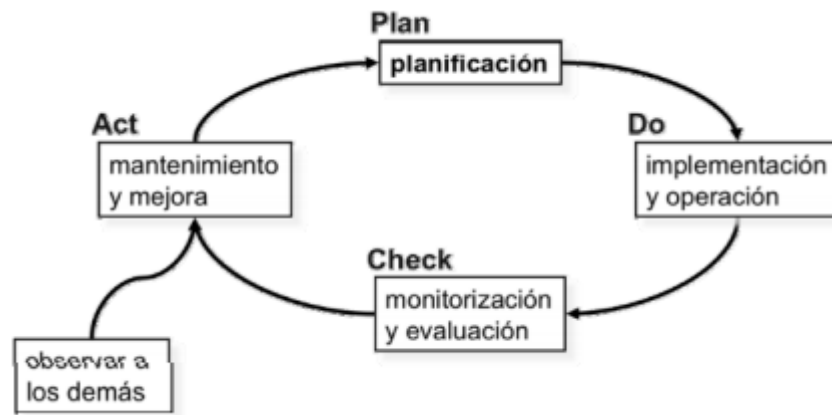 Plan
planificación
Act
Do
mantenimiento
y mejora
implementación
y operación
Check
monitorización
y evaluación
observar a
los demás